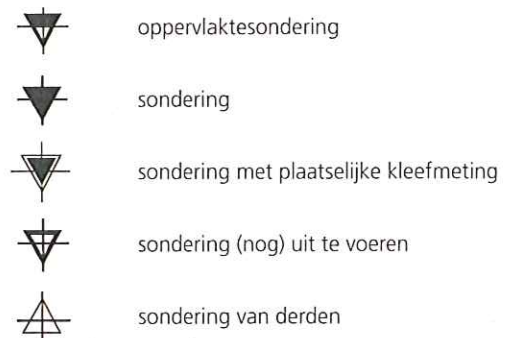 oppervlaktesondering
sondering
sondering met plaatselijke kleefmeting
sondering (nog) uit te voeren
sondering van derden